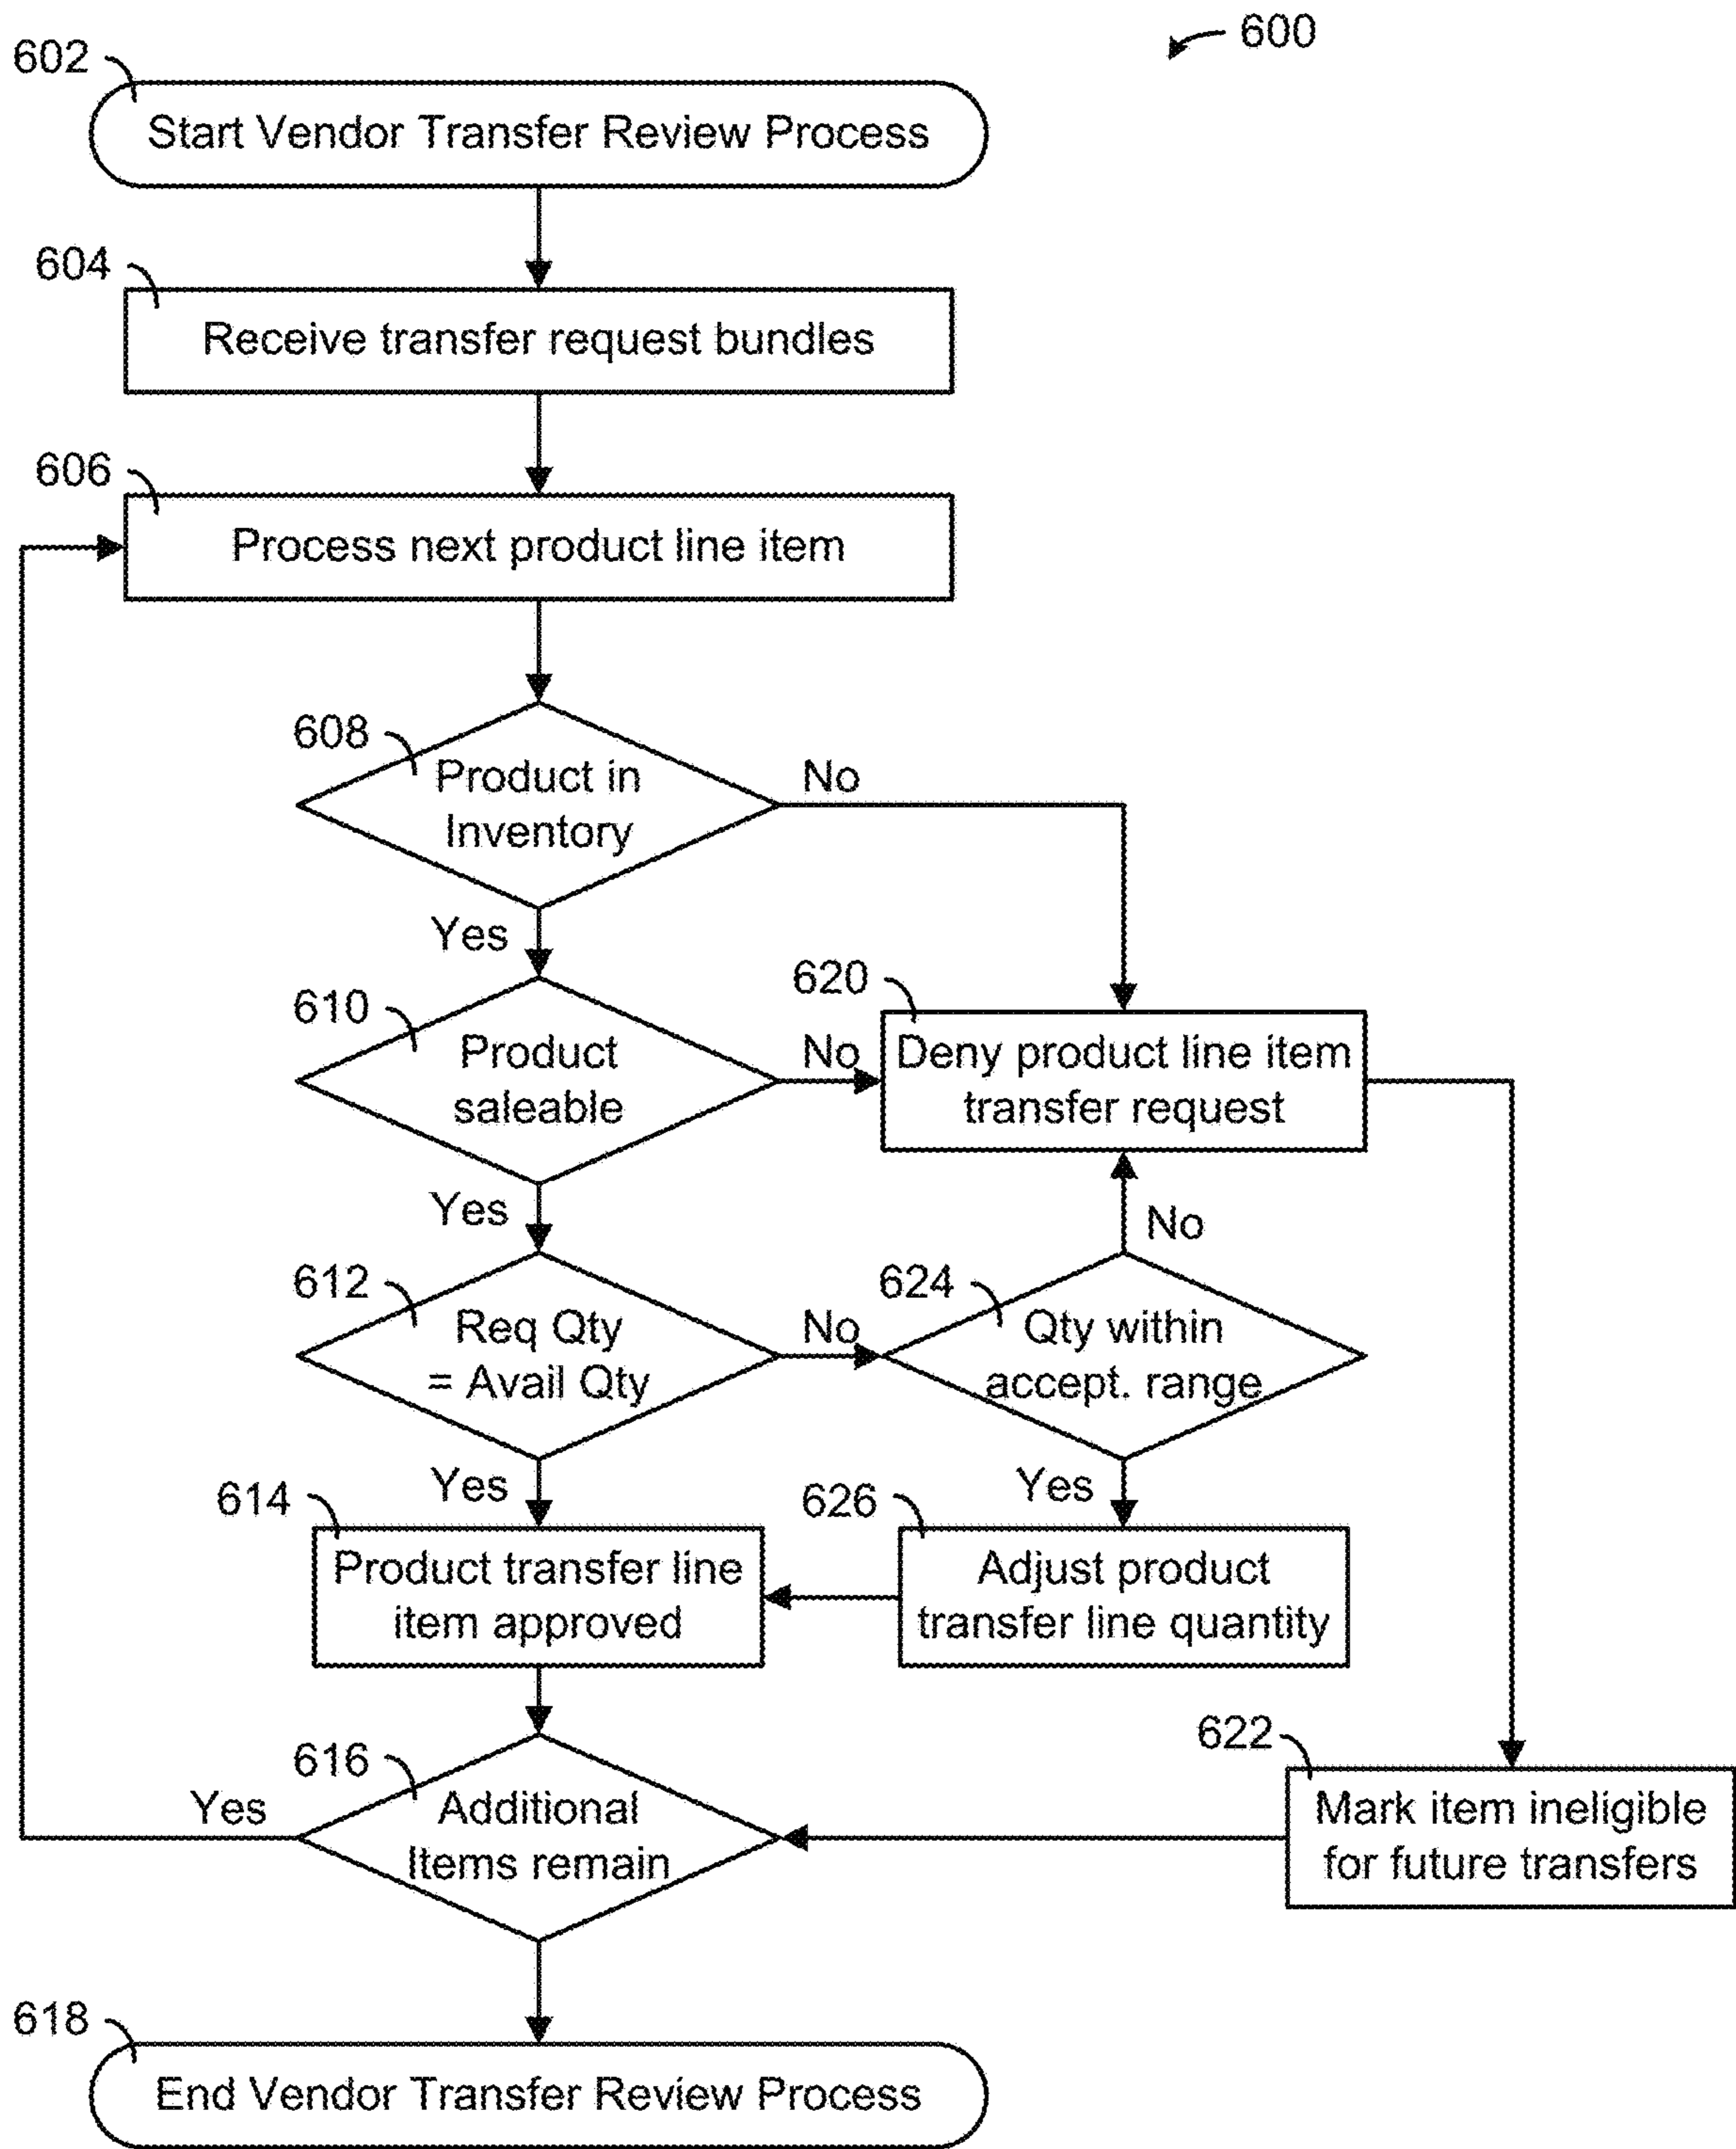 600
602
Start Vendor Transfer Review Process
604
Receive transfer request bundles
606
Process next product line item
608
Product in
Inventory
No
Yes
610
Product
saleable
No
620
Deny product line item
transfer request
Yes
No
612
Req Qty
= Avail Qty
No
624
Qty within
accept. range
Yes
Yes
614
Product transfer line
item approved
626
Adjust product
transfer line quantity
616
Additional
Items remain
Yes
622
Mark item ineligible
for future transfers
618
End Vendor Transfer Review Process